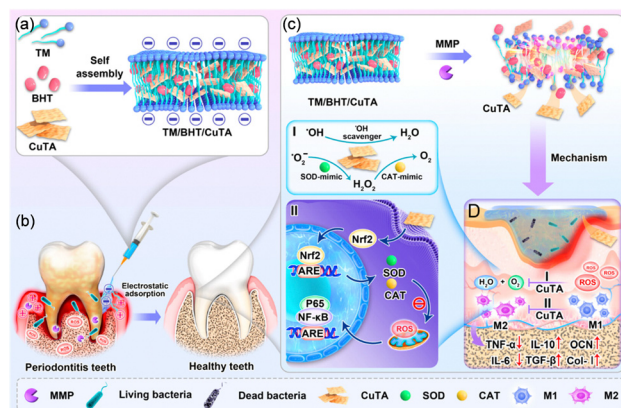 (a)
TM
BHT
CuTA
Self
assembly
TM/BHT/CuTA
(b)
Electrostatic
adsorption
Periodontitis teeth
Healthy teeth
(c)
TM/BHT/CuTA
MMP
CuTA
Mechanism
I
•OH
•OH
scavenger
H₂O
•O₂⁻
SOD-mimic
H₂O₂
CAT-mimic
O₂
II
Nrf2
Nrf2
ARE
P65
NF-κB
ARE
SOD
CAT
ROS
D
H₂O + O₂
I
CuTA
ROS
ROS
ROS
II
CuTA
M2
M1
TNF-α↓ IL-10↑ OCN↑
IL-6 ↓ TGF-β↑ Col- I↑
MMP
Living bacteria
Dead bacteria
CuTA
SOD
CAT
M1
M2